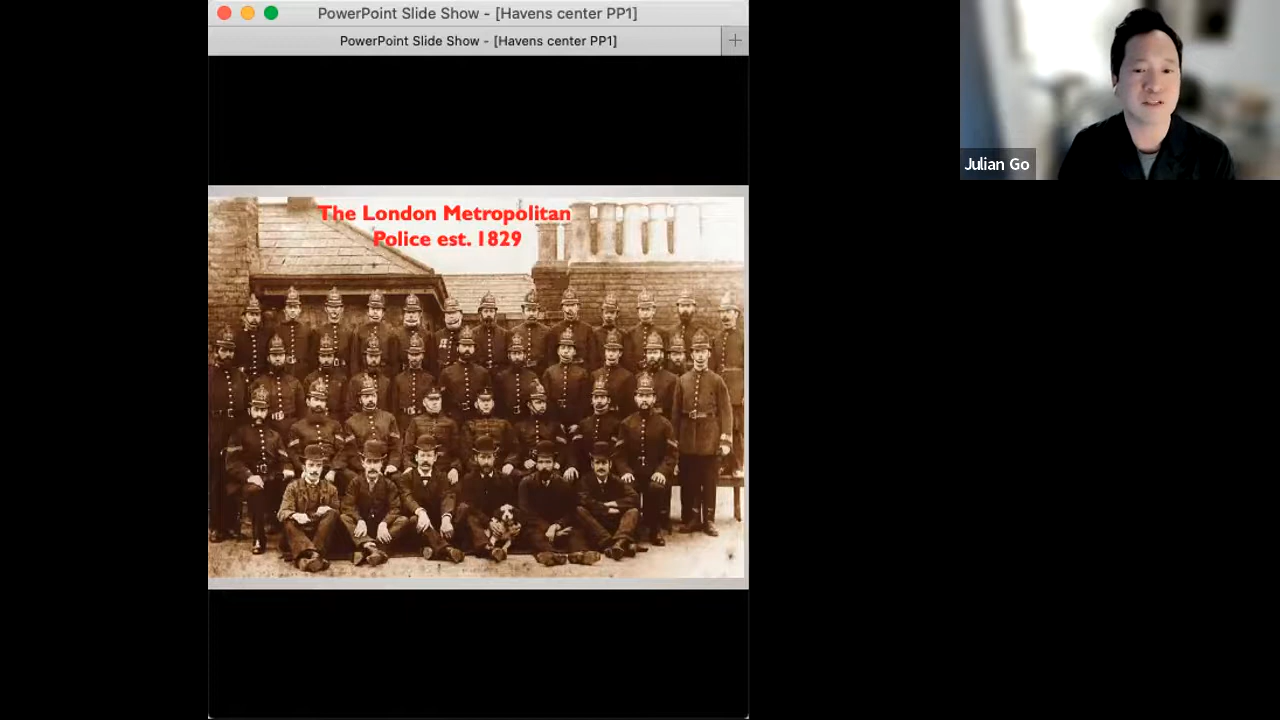 PowerPoint Slide Show - [Havens center PP1]
PowerPoint Slide Show - [Havens center PP1]
The London Metropolitan
Police est. 1829
Julian Go